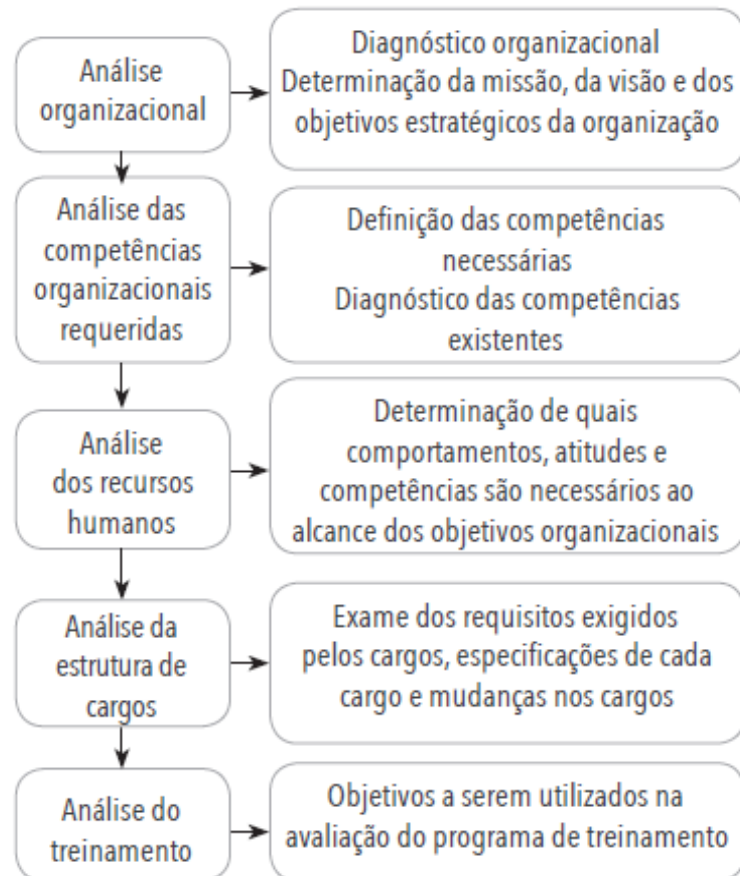 Análise
organizacional
Diagnóstico organizacional
Determinação da missão, da visão e dos
objetivos estratégicos da organização
Análise das
competências
organizacionais
requeridas
Definição das competências
necessárias
Diagnóstico das competências
existentes
Análise
dos recursos
humanos
Determinação de quais
comportamentos, atitudes e
competências são necessários ao
alcance dos objetivos organizacionais
Análise da
estrutura de
cargos
Exame dos requisitos exigidos
pelos cargos, especificações de cada
cargo e mudanças nos cargos
Análise do
treinamento
Objetivos a serem utilizados na
avaliação do programa de treinamento